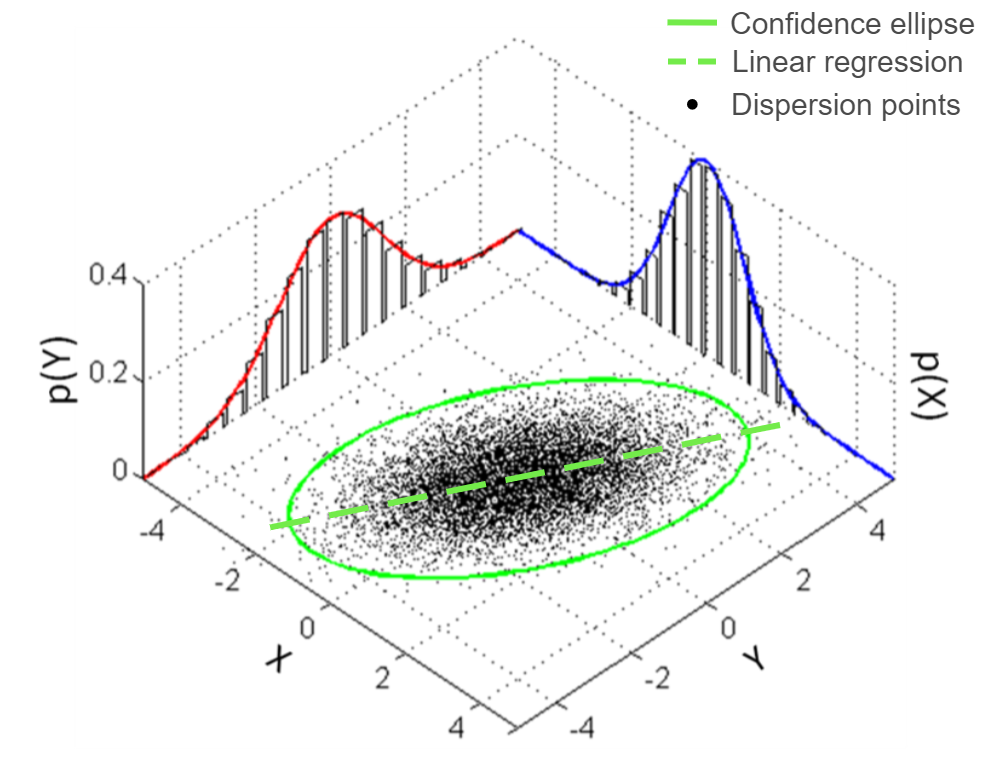 Confidence ellipse
Linear regression
Dispersion points
0.4
0.2
0
p(Y)
p(X)
-4
-2
0
2
4
X
-4
-2
0
2
4
Y